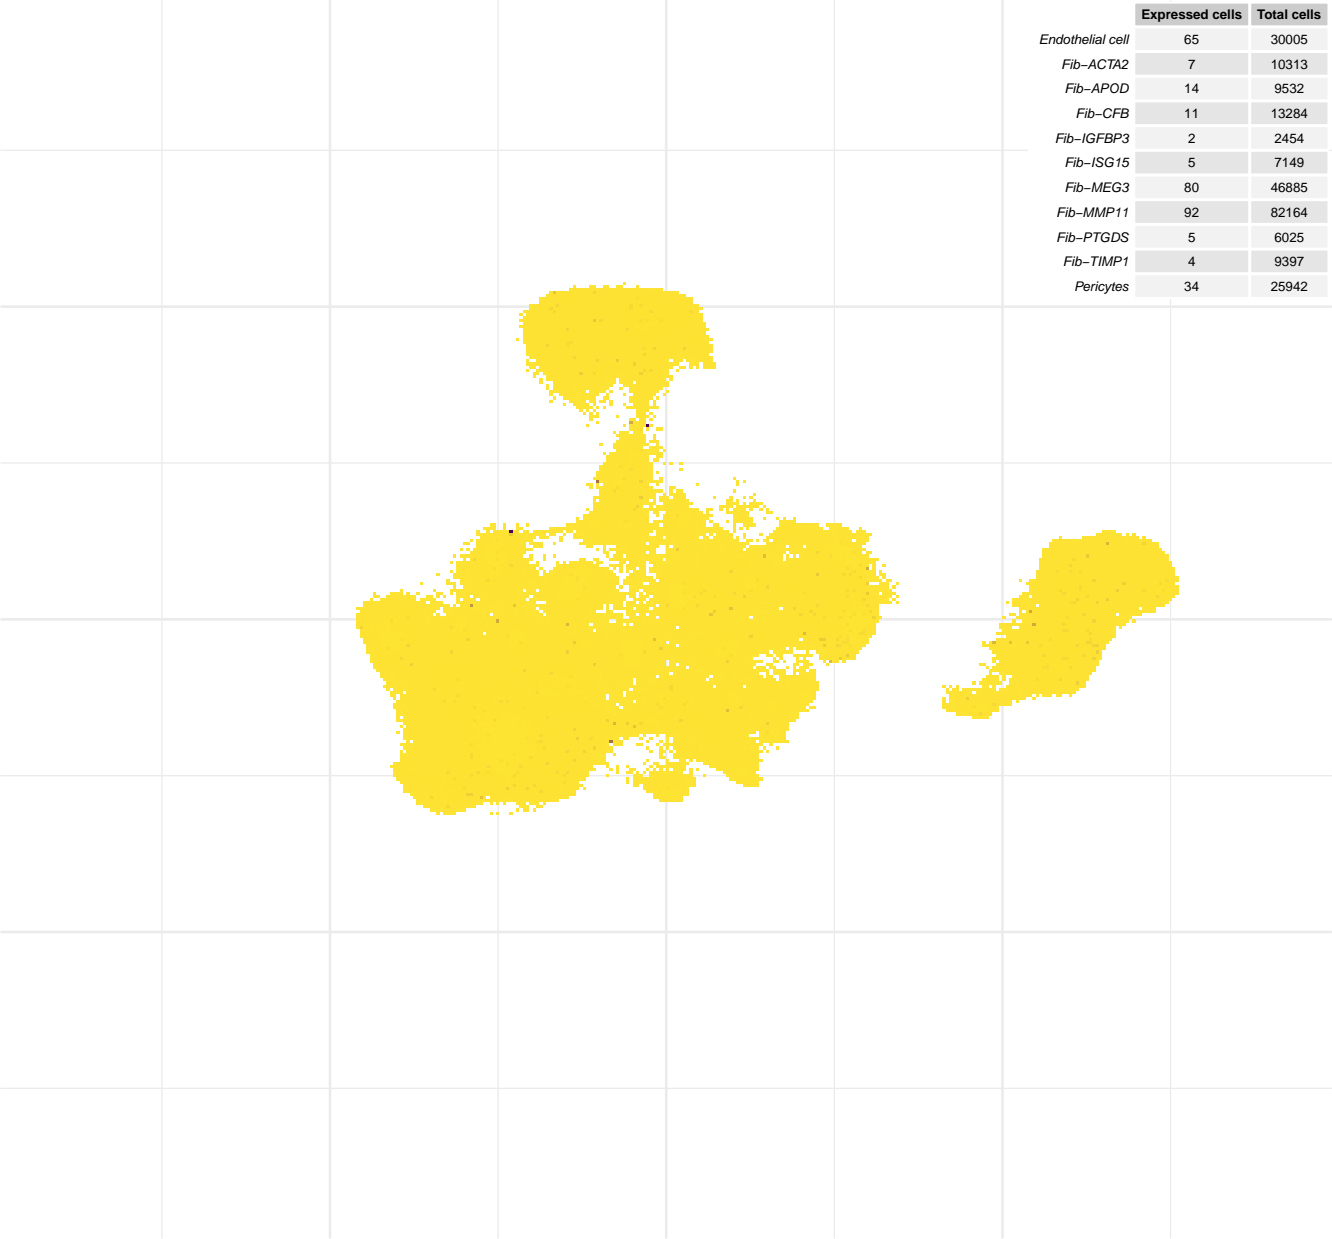 Expressed cells Total cells
Endothelial cell 65 30005
Fib−ACTA2 7 10313
Fib−APOD 14 9532
Fib−CFB 11 13284
Fib−IGFBP3 2 2454
Fib−ISG15 5 7149
Fib−MEG3 80 46885
Fib−MMP11 92 82164
Fib−PTGDS 5 6025
Fib−TIMP1 4 9397
Pericytes 34 25942